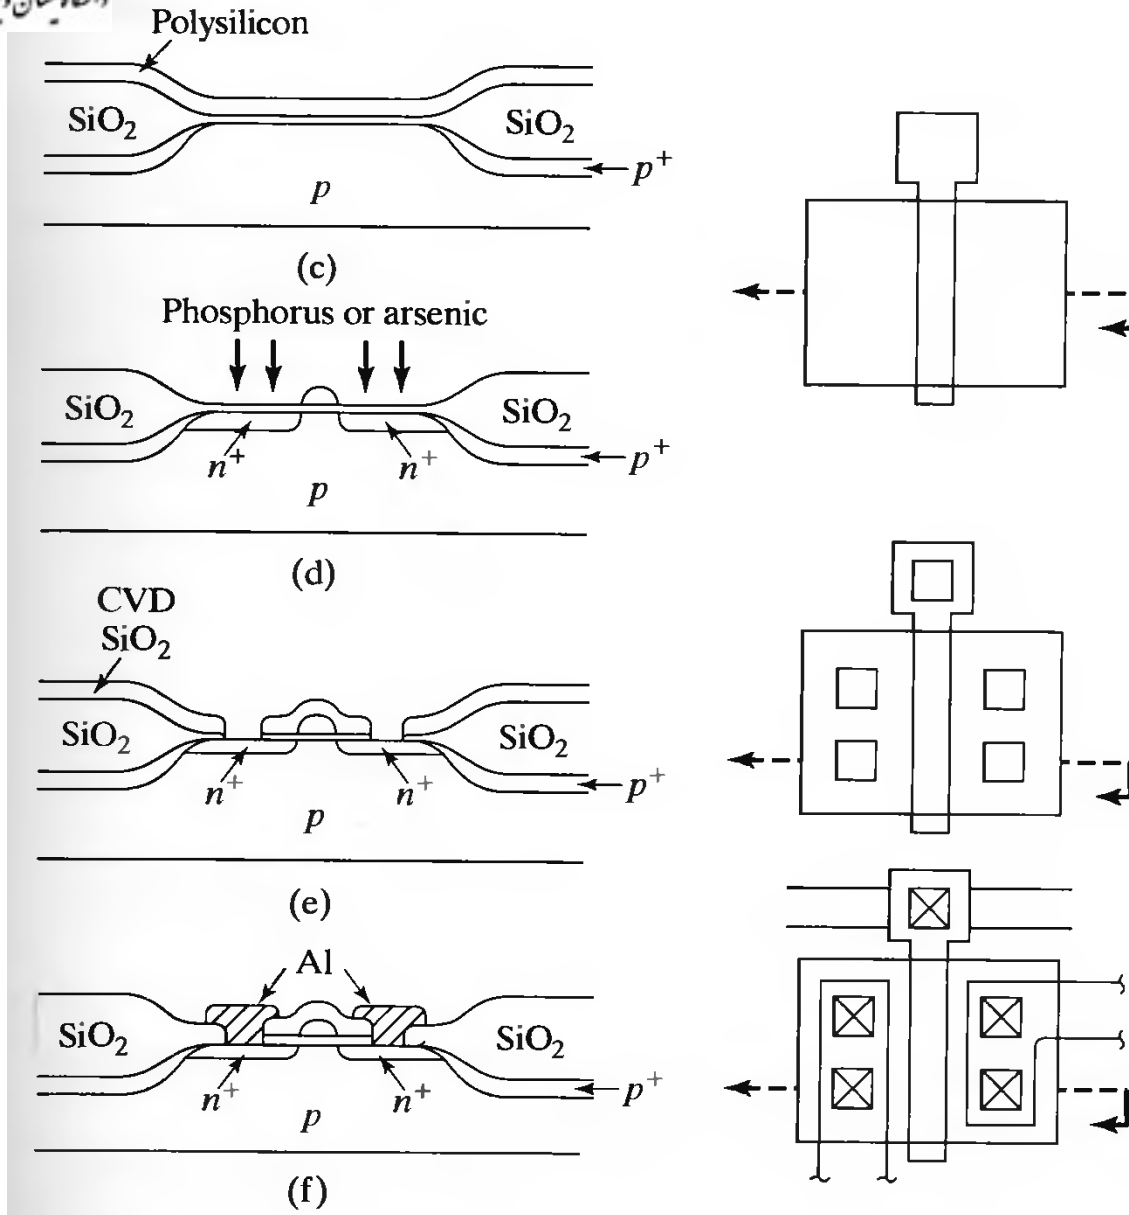 Polysilicon
SiO₂ SiO₂
p⁺
p
(c)
Phosphorus or arsenic
SiO₂ SiO₂
n⁺ n⁺ p⁺
p
(d)
CVD
SiO₂
SiO₂ SiO₂
n⁺ n⁺ p⁺
p
(e)
Al
SiO₂ SiO₂
n⁺ n⁺ p⁺
p
(f)